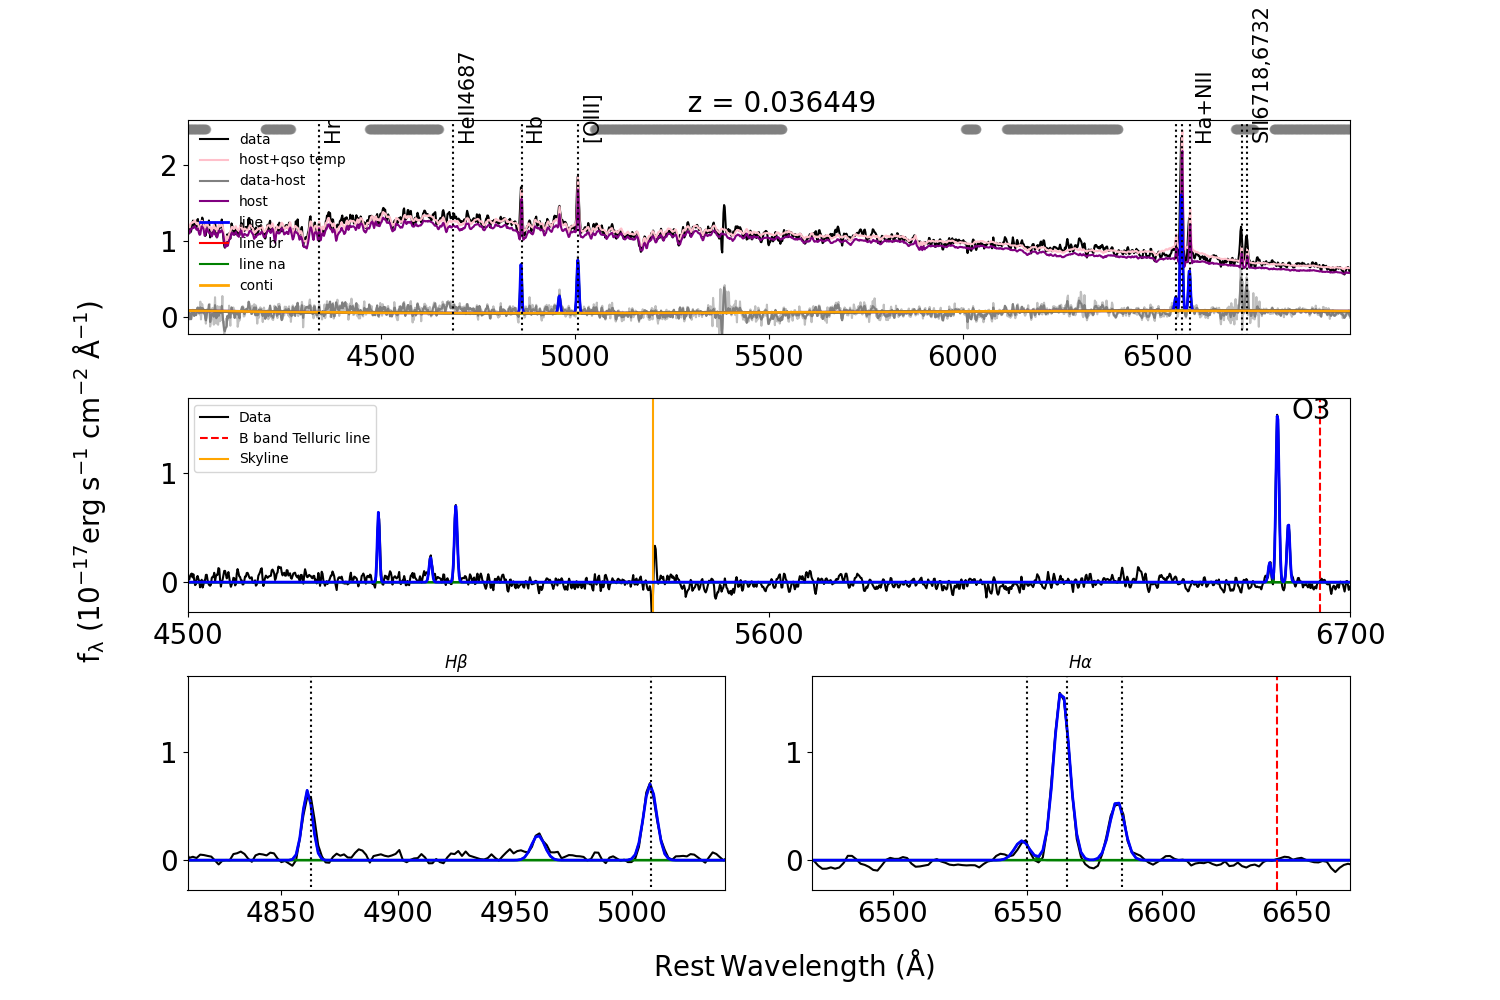 z = 0.036449
Hr
HeII4687
Hb
[OIII]
Ha+NII
SII6718,6732
data
host+qso temp
data-host
host
line
line br
line na
conti
2
1
0
4500 5000 5500 6000 6500
f_λ (10⁻¹⁷erg s⁻¹ cm⁻² Å⁻¹)
Data
B band Telluric line
Skyline
O3
1
0
4500 5600 6700
Hβ
1
0
4850 4900 4950 5000
Hα
1
0
6500 6550 6600 6650
Rest Wavelength (Å)